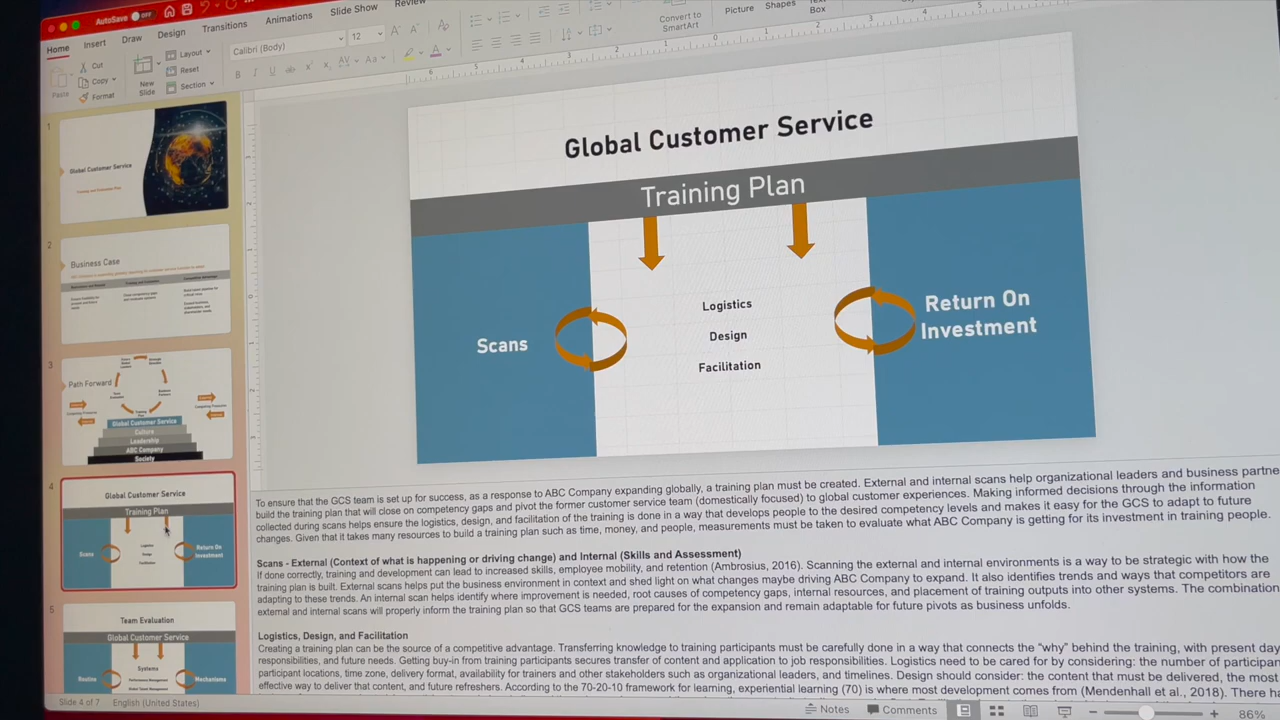 AutoSave OFF
Home Insert Draw Design Transitions Animations Slide Show Review
Paste
Cut
Copy
Format
New
Slide
Layout
Reset
Section
Calibri (Body) 12
Convert to
SmartArt
Picture
Shapes
Text
Box
1
Global Customer Service
Training and Evaluation Plan
2
Business Case
3
Path Forward
Global Customer Service
Culture
Leadership
ABC Company
Society
4
Global Customer Service
Training Plan
Scans
Logistics
Design
Facilitation
Return On
Investment
5
Team Evaluation
Global Customer Service
Systems
Performance Management
Global Talent Management
Routine
Mechanisms
Global Customer Service
Training Plan
Scans
Logistics
Design
Facilitation
Return On
Investment
To ensure that the GCS team is set up for success, as a response to ABC Company expanding globally, a training plan must be created. External and internal scans help organizational leaders and business partne
build the training plan that will close on competency gaps and pivot the former customer service team (domestically focused) to global customer experiences. Making informed decisions through the information
collected during scans helps ensure the logistics, design, and facilitation of the training is done in a way that develops people to the desired competency levels and makes it easy for the GCS to adapt to future
changes. Given that it takes many resources to build a training plan such as time, money, and people, measurements must be taken to evaluate what ABC Company is getting for its investment in training people.
Scans - External (Context of what is happening or driving change) and Internal (Skills and Assessment)
If done correctly, training and development can lead to increased skills, employee mobility, and retention (Ambrosius, 2016). Scanning the external and internal environments is a way to be strategic with how the
training plan is built. External scans helps put the business environment in context and shed light on what changes maybe driving ABC Company to expand. It also identifies trends and ways that competitors are
adapting to these trends. An internal scan helps identify where improvement is needed, root causes of competency gaps, internal resources, and placement of training outputs into other systems. The combination
external and internal scans will properly inform the training plan so that GCS teams are prepared for the expansion and remain adaptable for future pivots as business unfolds.
Logistics, Design, and Facilitation
Creating a training plan can be the source of a competitive advantage. Transferring knowledge to training participants must be carefully done in a way that connects the “why” behind the training, with present day
responsibilities, and future needs. Getting buy-in from training participants secures transfer of content and application to job responsibilities. Logistics need to be cared for by considering: the number of participan
participant locations, time zone, delivery format, availability for trainers and other stakeholders such as organizational leaders, and timelines. Design should consider: the content that must be delivered, the most
effective way to deliver that content, and future refreshers. According to the 70-20-10 framework for learning, experiential learning (70) is where most development comes from (Mendenhall et al., 2018). There ha
Slide 4 of 7 English (United States) Notes Comments 86%